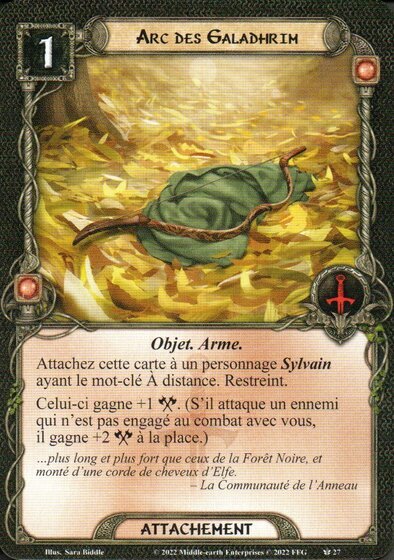 1
Arc des Galadhrim
Objet. Arme.
Attachez cette carte à un personnage Sylvain
ayant le mot-clé À distance. Restreint.
Celui-ci gagne +1 . (S'il attaque un ennemi
qui n'est pas engagé au combat avec vous,
il gagne +2 à la place.)
...plus long et plus fort que ceux de la Forêt Noire, et
monté d'une corde de cheveux d'Elfe.
– La Communauté de l'Anneau
Attachement
Illus. Sara Biddle © 2022 Middle-earth Enterprises © 2022 FFG 27